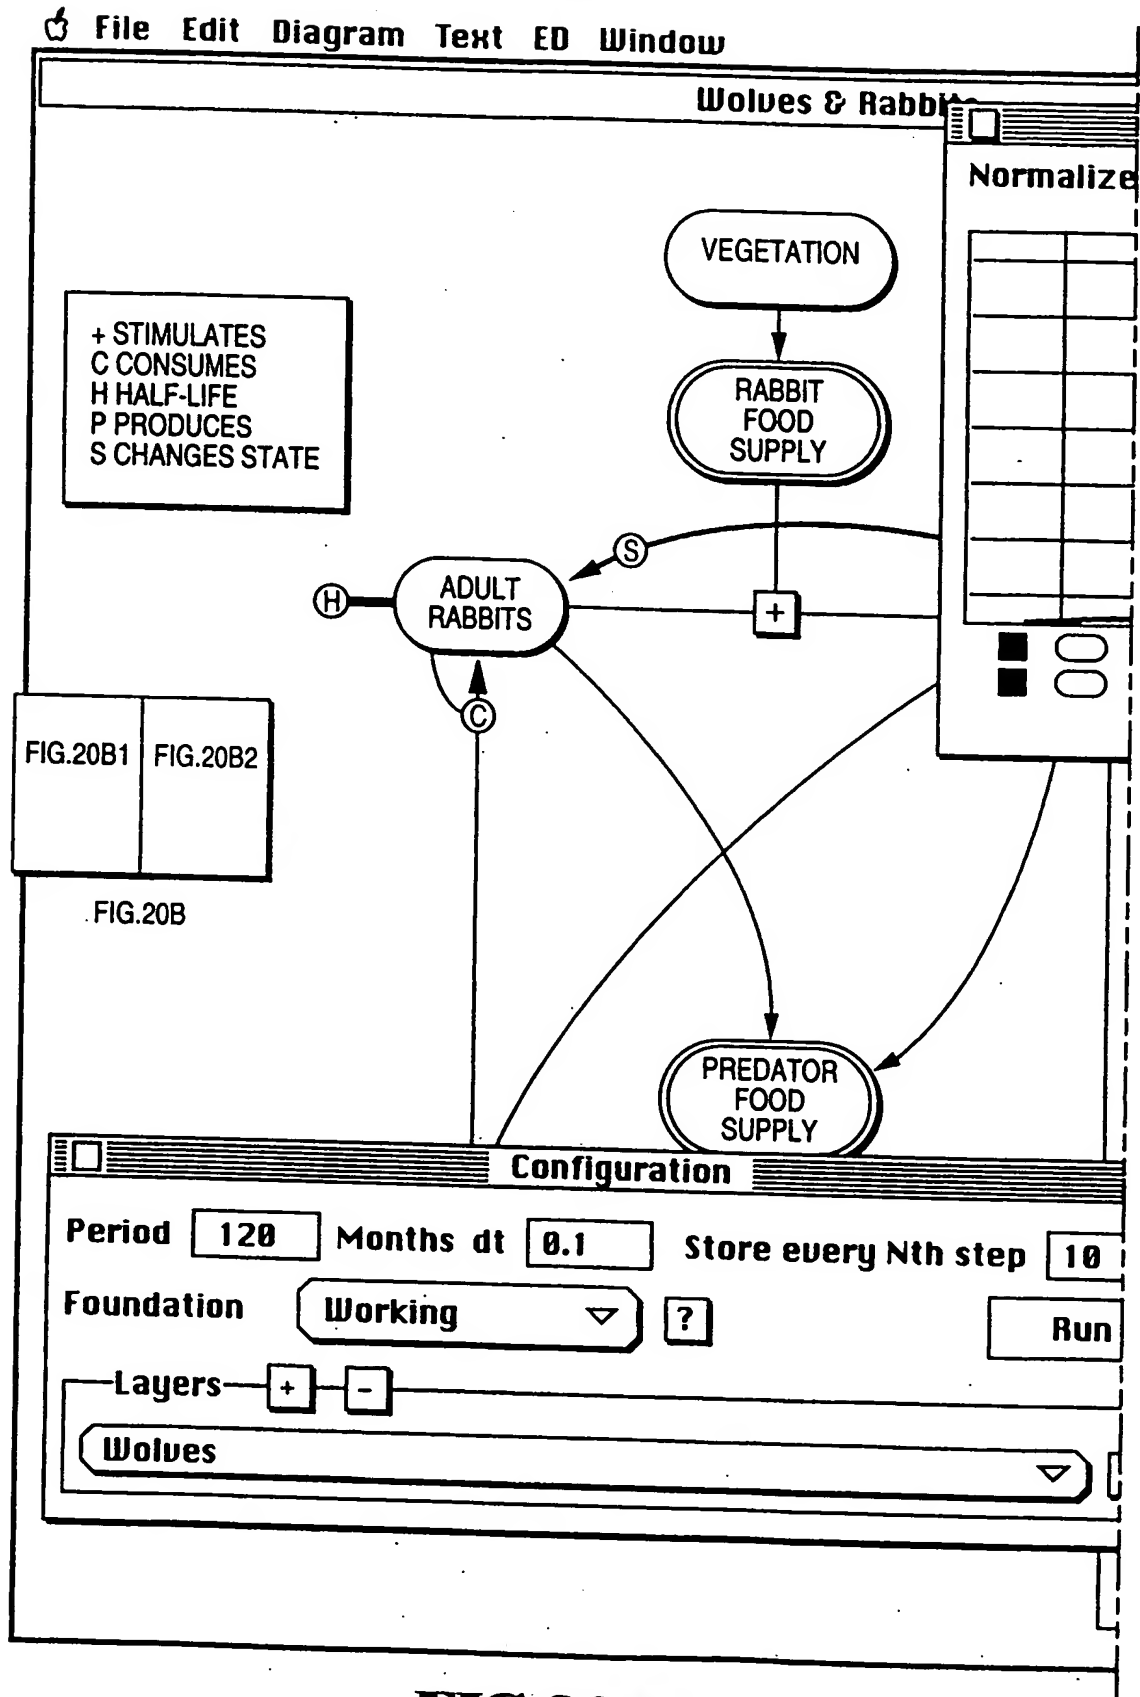 File Edit Diagram Text ED Window
Wolves & Rabbits
Normalize
VEGETATION
+ STIMULATES
C CONSUMES
H HALF-LIFE
P PRODUCES
S CHANGES STATE
RABBIT
FOOD
SUPPLY
S
H
ADULT
RABBITS
+
C
FIG.20B1 FIG.20B2
FIG.20B
PREDATOR
FOOD
SUPPLY
Configuration
Period 120 Months dt 0.1 Store every Nth step 10
Foundation Working ? Run
Layers + -
Wolves